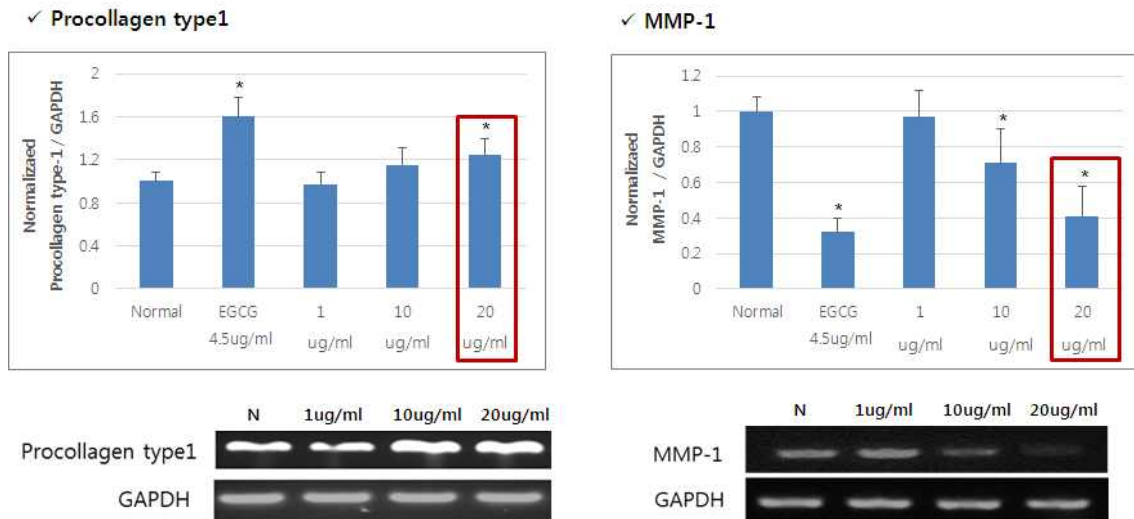 ✓ Procollagen type1
Normalizaed
Procollagen type-1 / GAPDH
2
1.6
1.2
0.8
0.4
0
*
*
Normal EGCG 1 10 20
4.5ug/ml ug/ml ug/ml ug/ml
N 1ug/ml 10ug/ml 20ug/ml
Procollagen type1
GAPDH
✓ MMP-1
Normalizaed
MMP-1 / GAPDH
1.2
1
0.8
0.6
0.4
0.2
0
*
*
*
Normal EGCG 1 10 20
4.5ug/ml ug/ml ug/ml ug/ml
N 1ug/ml 10ug/ml 20ug/ml
MMP-1
GAPDH